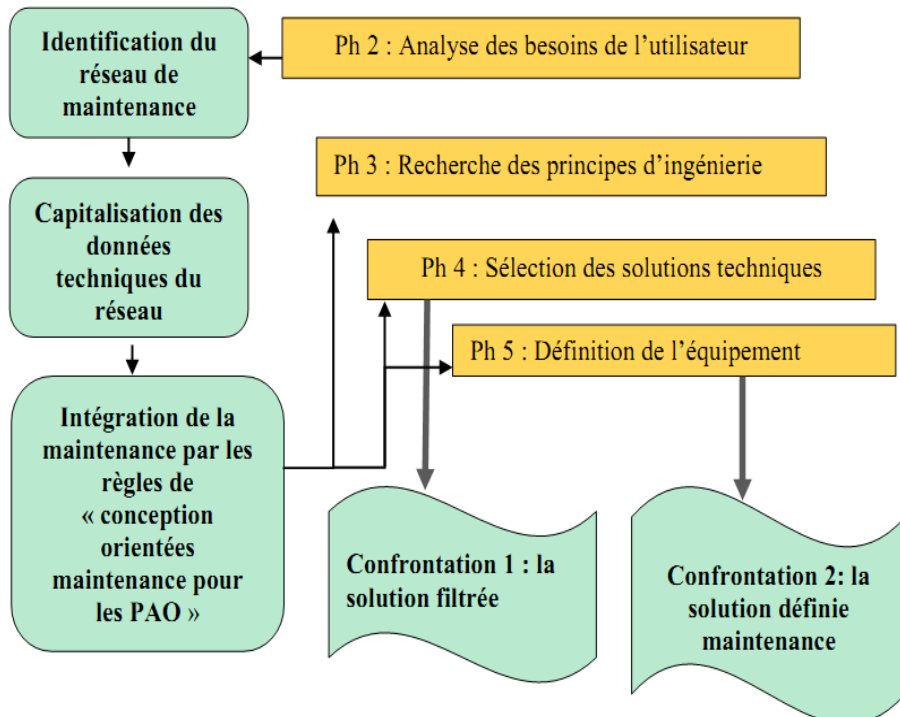 Identification du
réseau de
maintenance
Ph 2 : Analyse des besoins de l’utilisateur
Ph 3 : Recherche des principes d’ingénierie
Capitalisation des
données
techniques du
réseau
Ph 4 : Sélection des solutions techniques
Ph 5 : Définition de l’équipement
Intégration de la
maintenance par les
règles de
« conception
orientées
maintenance pour
les PAO »
Confrontation 1 : la
solution filtrée
Confrontation 2: la
solution définie
maintenance